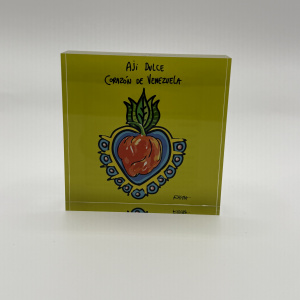 AJÍ DULCE
CORAZÓN DE VENEZUELA